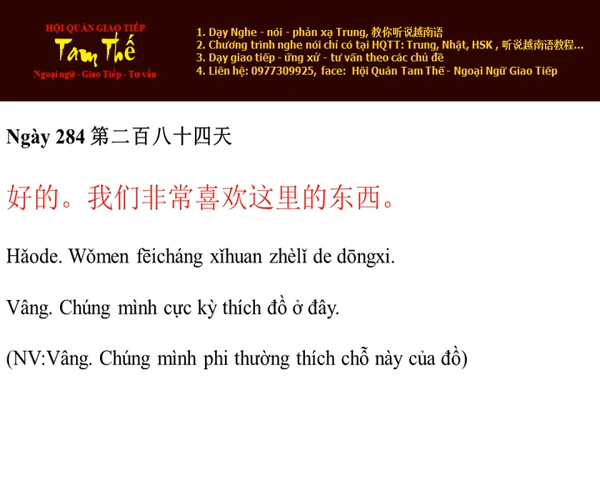 HỘI QUÁN GIAO TIẾP
Tam Thế
Ngoại ngữ - Giao Tiếp - Tư vấn
1. Dạy Nghe - nói - phản xạ Trung, 教你听说越南语
2. Chương trình nghe nói chỉ có tại HQTT: Trung, Nhật, HSK , 听说越南语教程...
3. Dạy giao tiếp - ứng xử - tư vấn theo các chủ đề
4. Liên hệ: 0977309925, face: Hội Quán Tam Thế - Ngoại Ngữ Giao Tiếp
Ngày 284 第二百八十四天
好的。我们非常喜欢这里的东西。
Hǎode. Wǒmen fēicháng xǐhuan zhèlǐ de dōngxi.
Vâng. Chúng mình cực kỳ thích đồ ở đây.
(NV:Vâng. Chúng mình phi thường thích chỗ này của đồ)